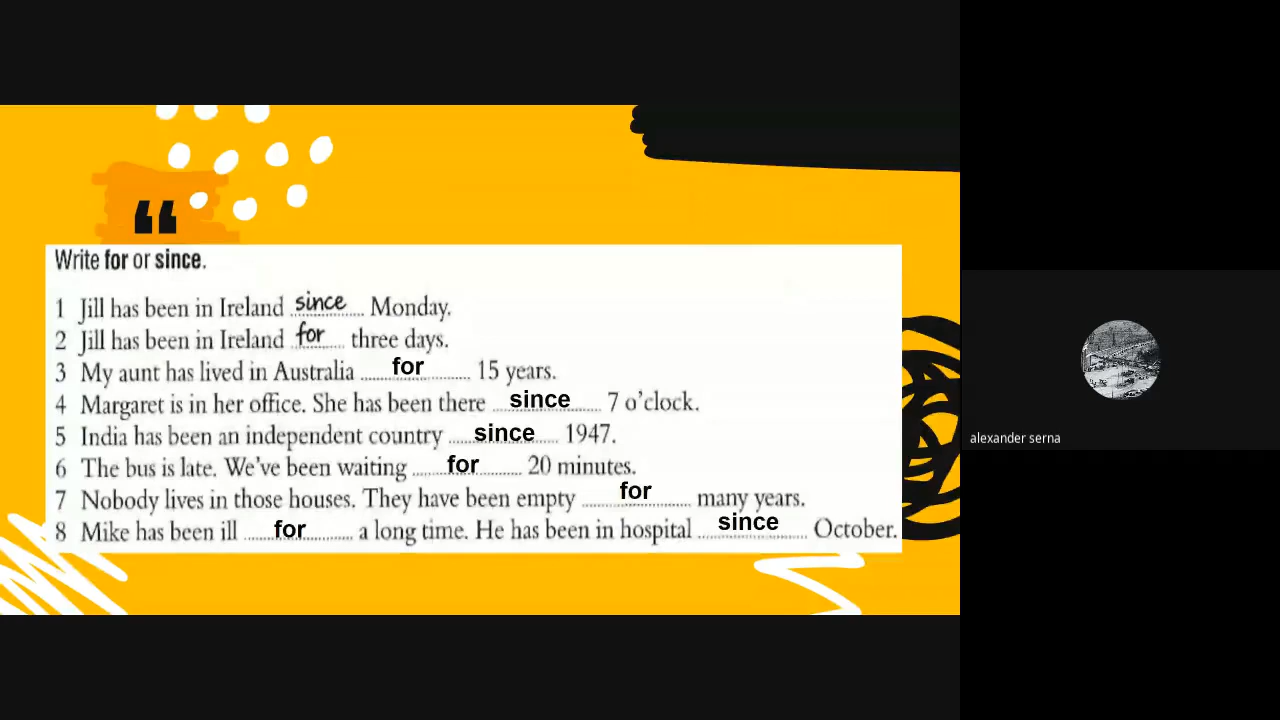 “
Write for or since.
1 Jill has been in Ireland since Monday.
2 Jill has been in Ireland for three days.
3 My aunt has lived in Australia for 15 years.
4 Margaret is in her office. She has been there since 7 o'clock.
5 India has been an independent country since 1947.
6 The bus is late. We've been waiting for 20 minutes.
7 Nobody lives in those houses. They have been empty for many years.
8 Mike has been ill for a long time. He has been in hospital since October.
alexander serna